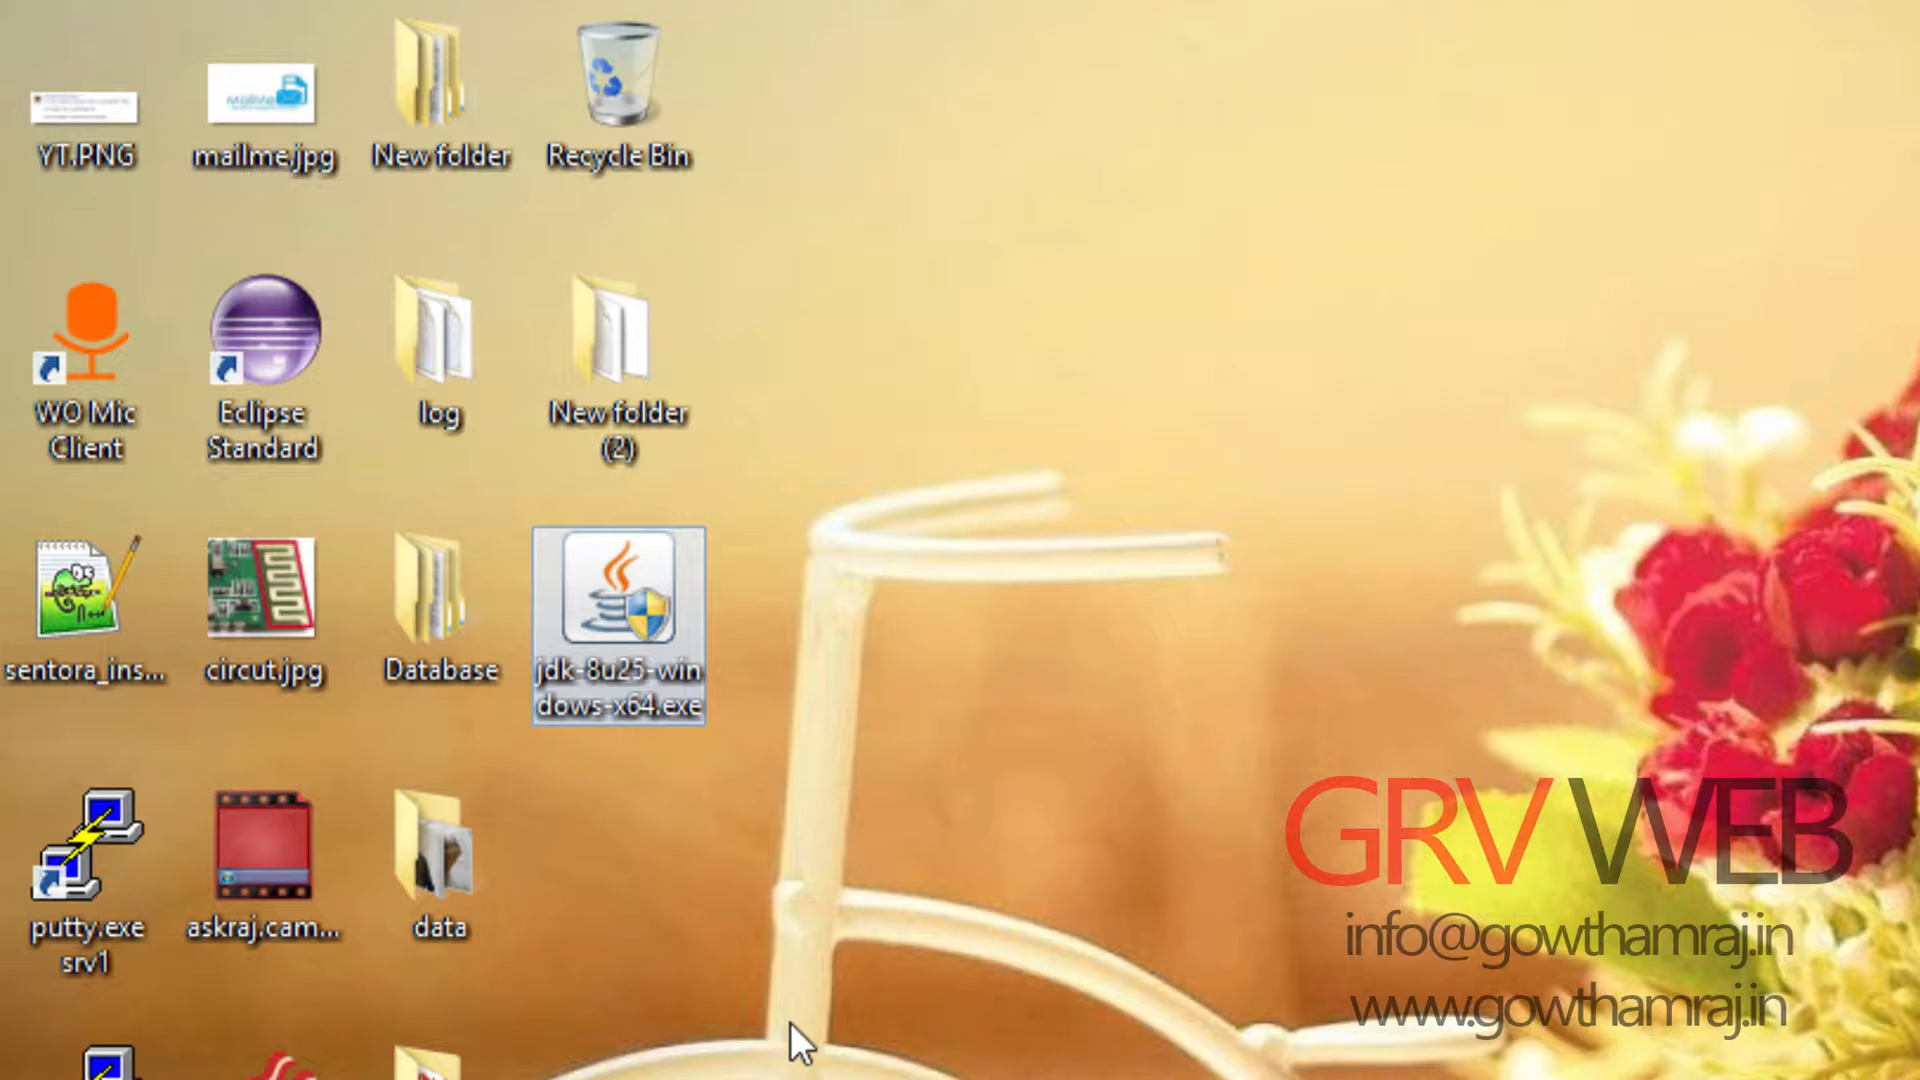 YT.PNG
mailme.jpg
New folder
Recycle Bin
WO Mic
Client
Eclipse
Standard
log
New folder
(2)
sentora_ins...
circut.jpg
Database
jdk-8u25-win
dows-x64.exe
putty.exe
srv1
askraj.cam...
data
GRV WEB
info@gowthamraj.in
www.gowthamraj.in